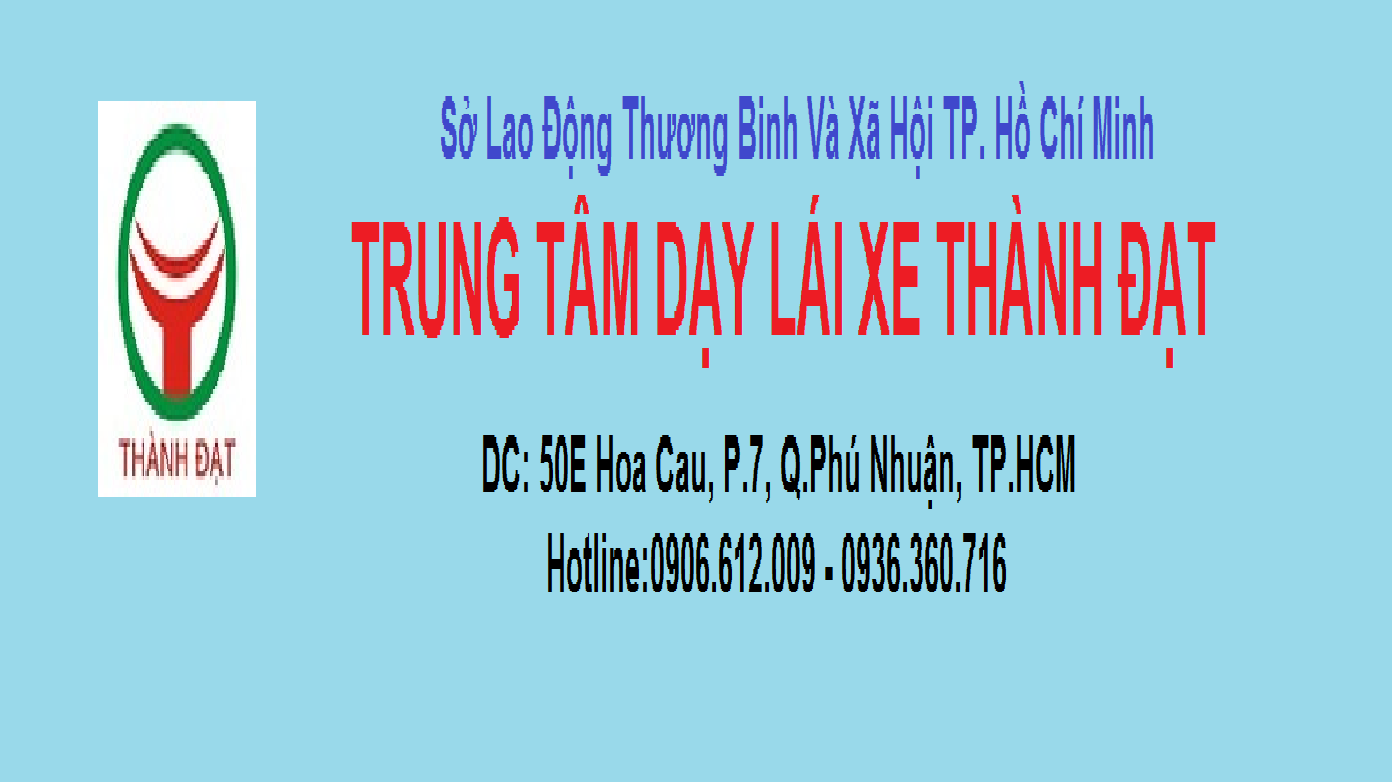 Sở Lao Động Thương Binh Và Xã Hội TP. Hồ Chí Minh
TRUNG TÂM DẠY LÁI XE THÀNH ĐẠT
THÀNH ĐẠT
DC: 50E Hoa Cau, P.7, Q.Phú Nhuận, TP.HCM
Hotline:0906.612.009 - 0936.360.716